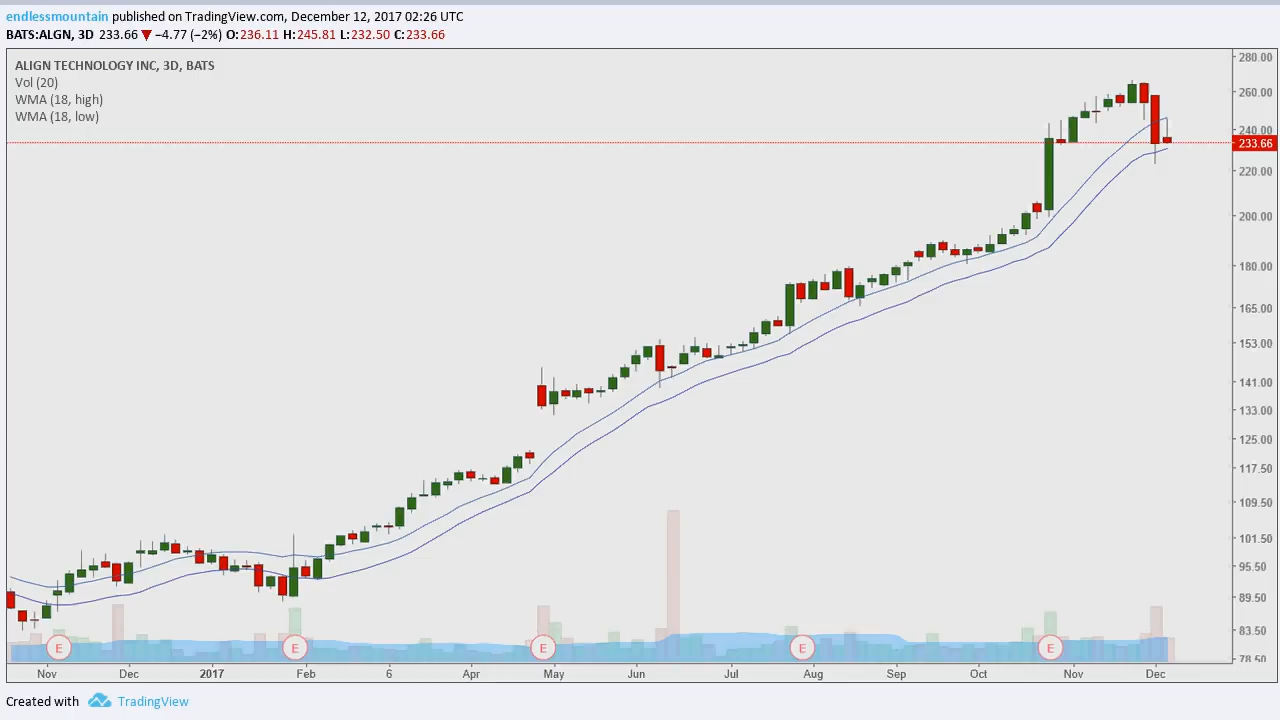 endlessmountain published on TradingView.com, December 12, 2017 02:26 UTC
BATS:ALGN, 3D 233.66 ▼ −4.77 (−2%) O:236.11 H:245.81 L:232.50 C:233.66
ALIGN TECHNOLOGY INC, 3D, BATS
Vol (20)
WMA (18, high)
WMA (18, low)
280.00
260.00
240.00
233.66
220.00
200.00
180.00
165.00
153.00
141.00
133.00
125.00
117.50
109.50
101.50
95.50
89.50
83.50
78.50
E E E E E
Nov Dec 2017 Feb 6 Apr May Jun Jul Aug Sep Oct Nov Dec
Created with TradingView